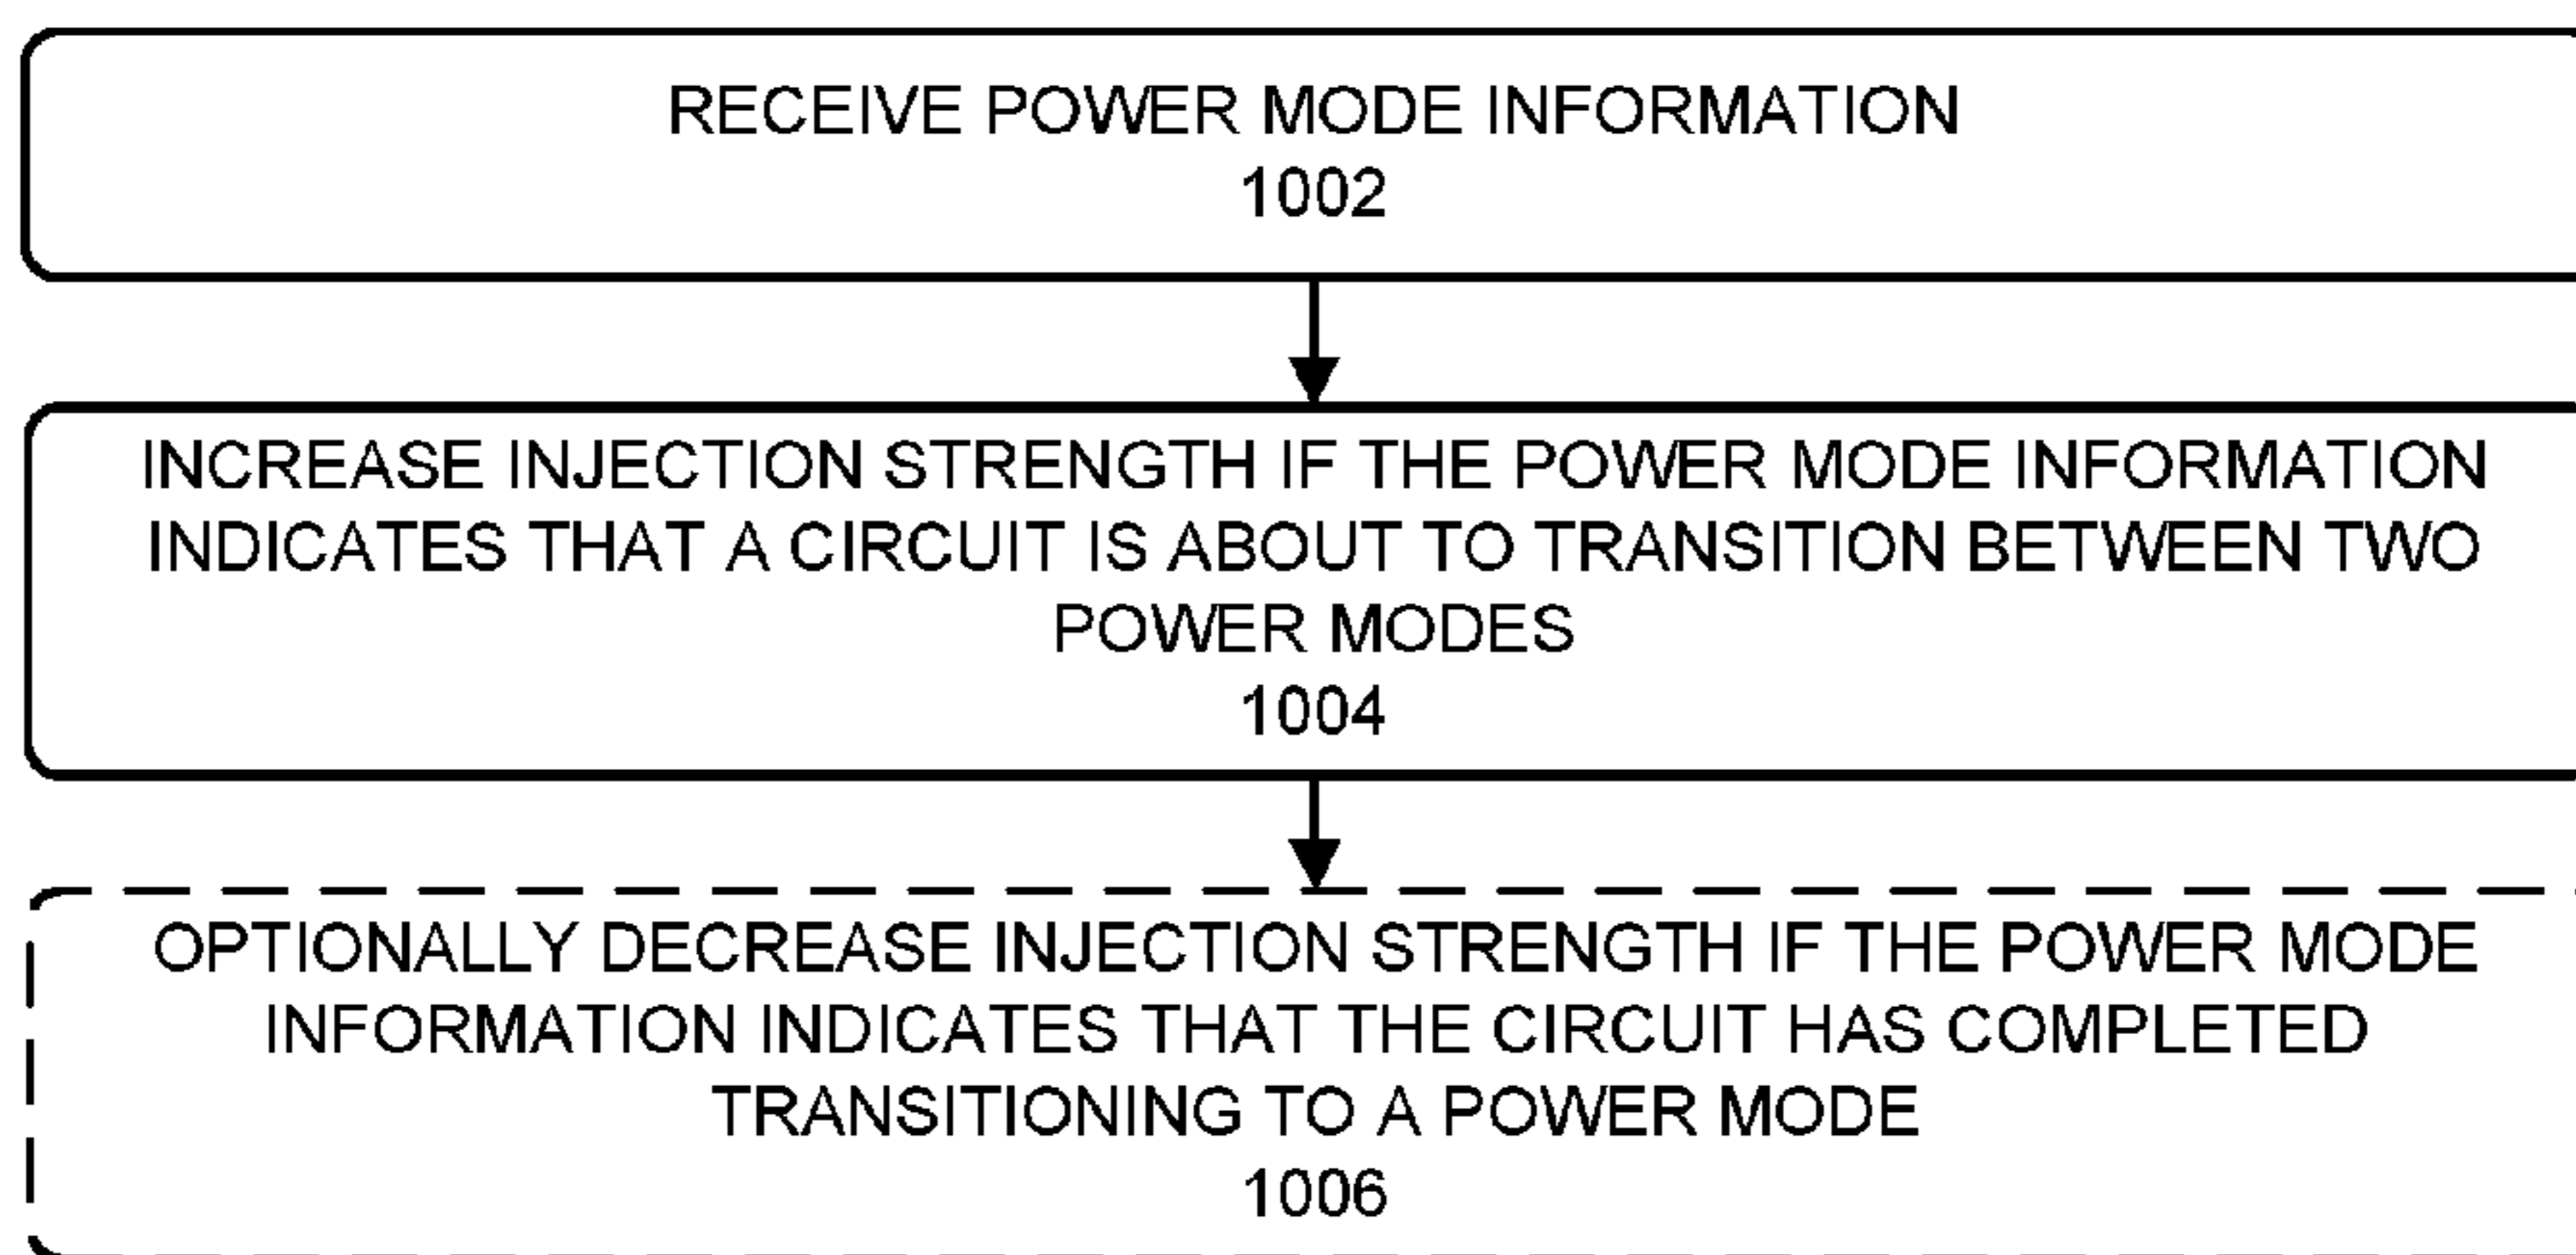 RECEIVE POWER MODE INFORMATION
1002
INCREASE INJECTION STRENGTH IF THE POWER MODE INFORMATION
INDICATES THAT A CIRCUIT IS ABOUT TO TRANSITION BETWEEN TWO
POWER MODES
1004
OPTIONALLY DECREASE INJECTION STRENGTH IF THE POWER MODE
INFORMATION INDICATES THAT THE CIRCUIT HAS COMPLETED
TRANSITIONING TO A POWER MODE
1006